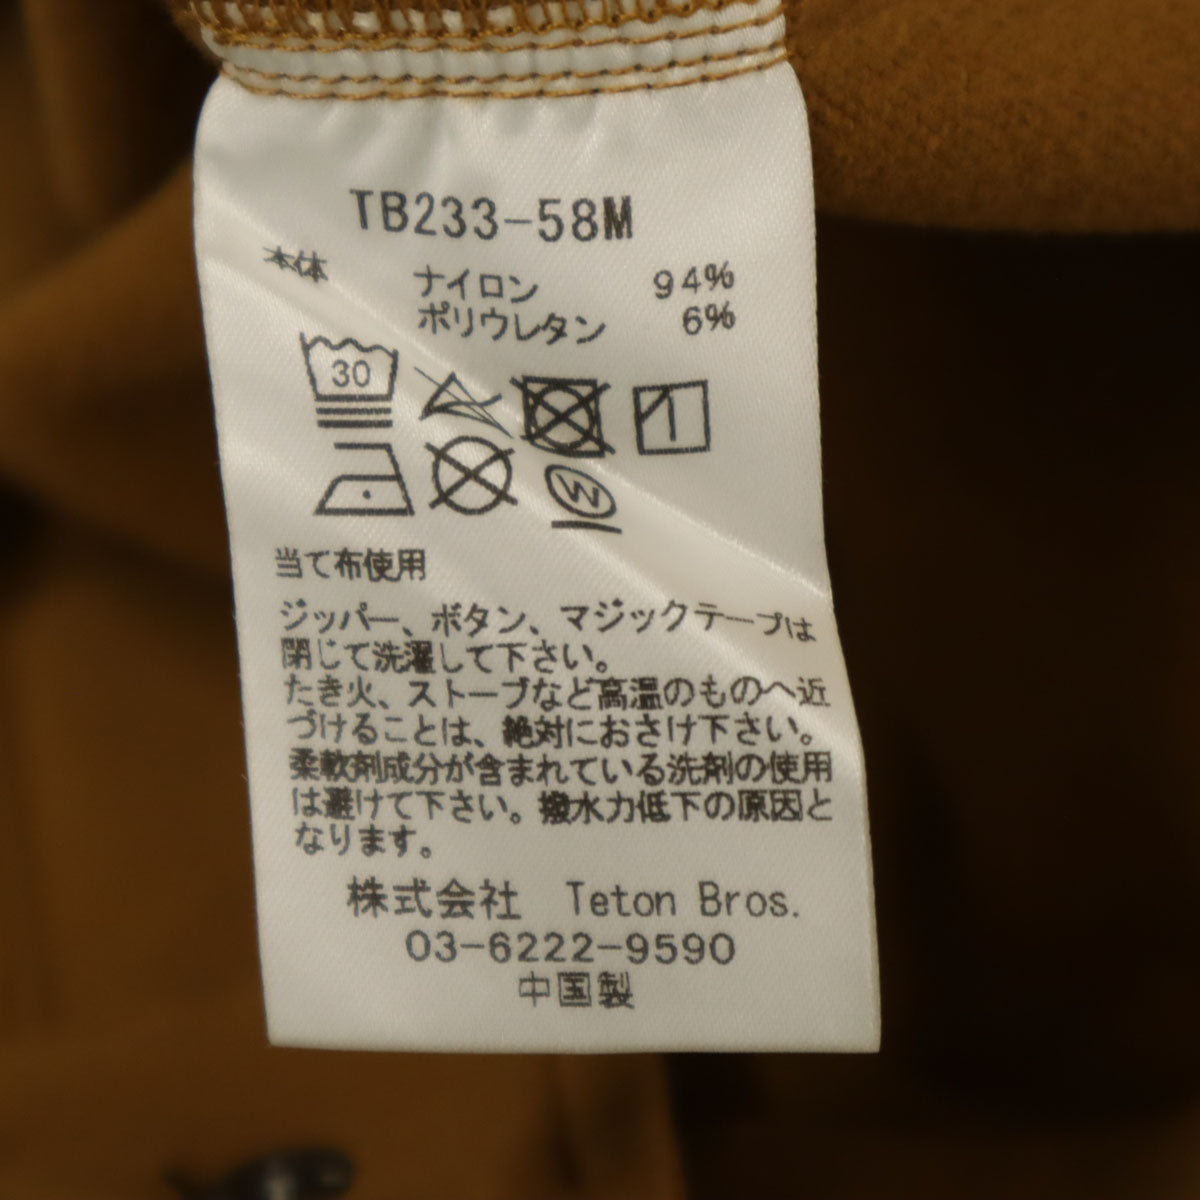 TB233-58M
本体 ナイロン 94%
ポリウレタン 6%
30
W
当て布使用
ジッパー、ボタン、マジックテープは
閉じて洗濯して下さい。
たき火、ストーブなど高温のものへ近
づけることは、絶対におさけ下さい。
柔軟剤成分が含まれている洗剤の使用
は避けて下さい。撥水力低下の原因と
なります。
株式会社 Teton Bros.
03-6222-9590
中国製